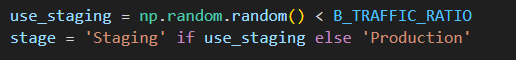 use_staging = np.random.random() < B_TRAFFIC_RATIO
stage = 'Staging' if use_staging else 'Production'